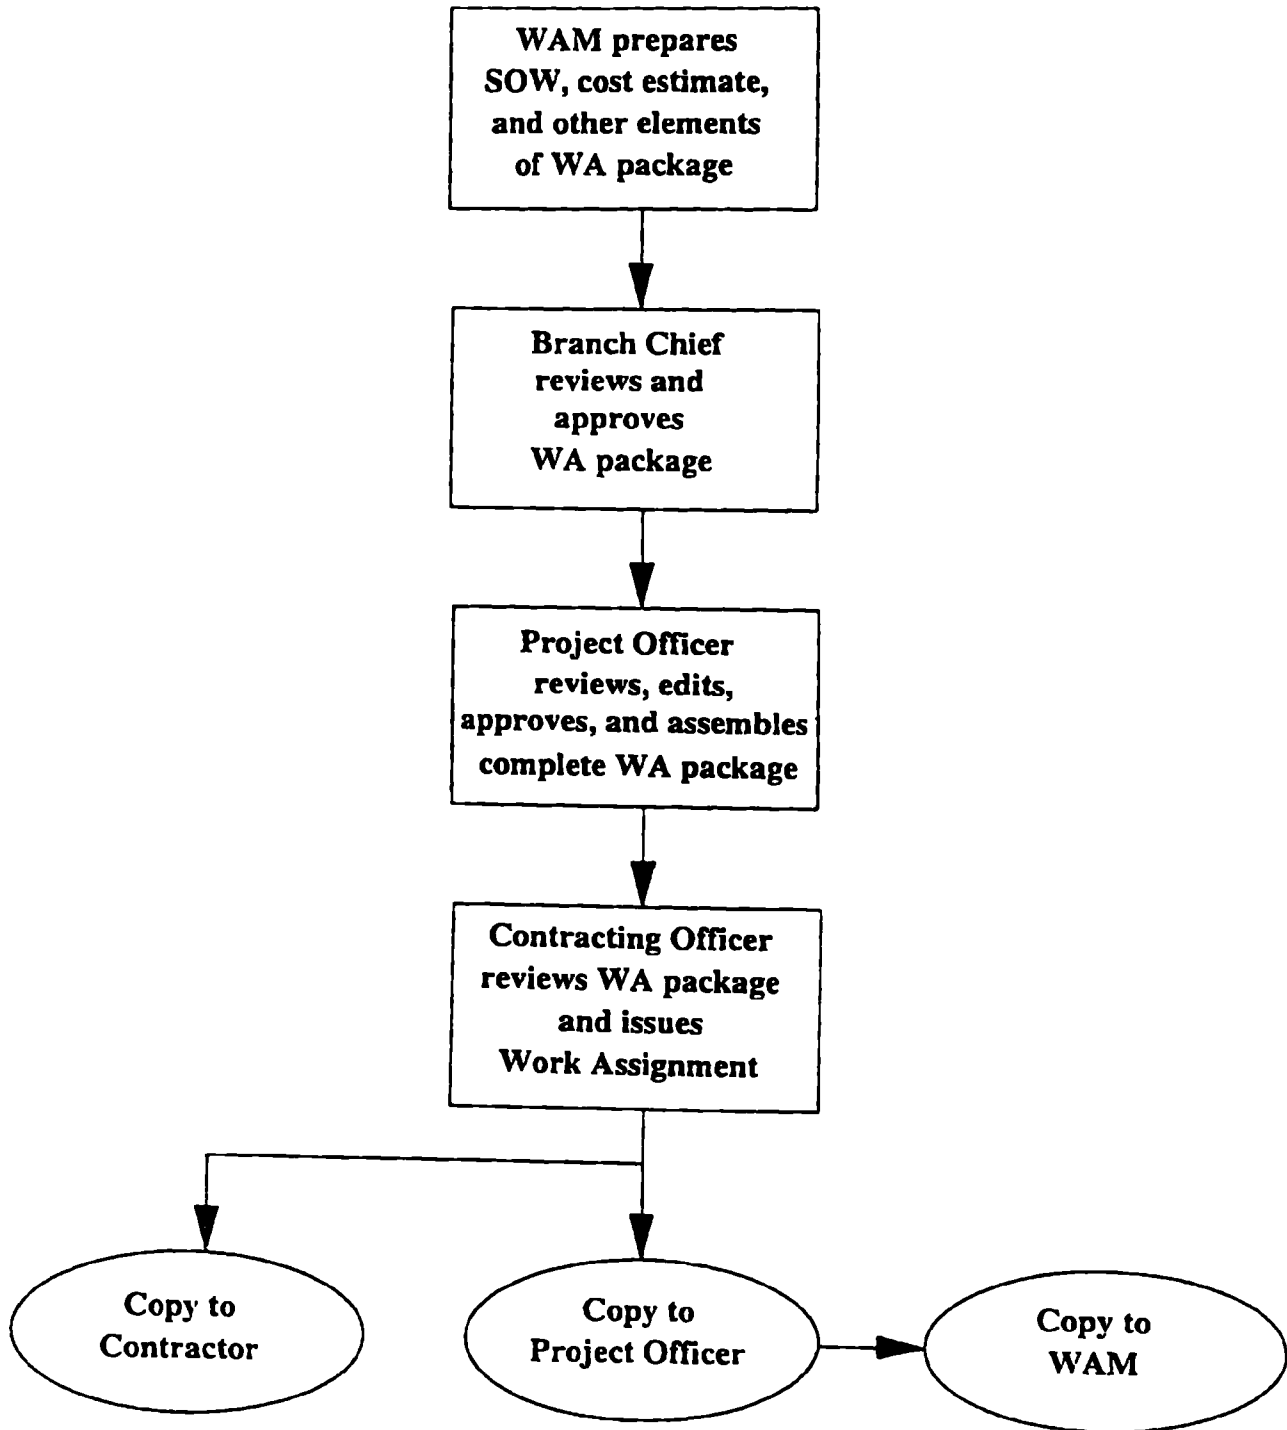 WAM prepares
SOW, cost estimate,
and other elements
of WA package
Branch Chief
reviews and
approves
WA package
Project Officer
reviews, edits,
approves, and assembles
complete WA package
Contracting Officer
reviews WA package
and issues
Work Assignment
Copy to
Contractor
Copy to
Project Officer
Copy to
WAM